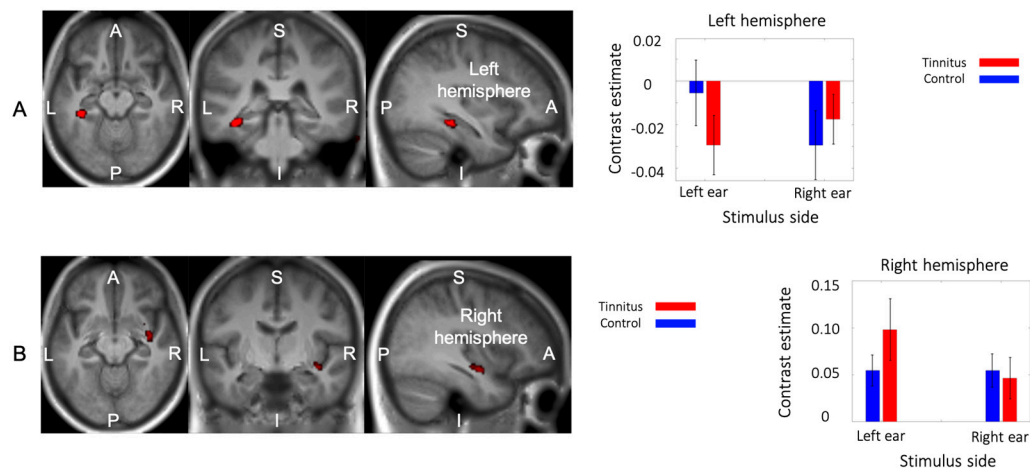 A
A
L
R
P
S
L
R
I
S
Left
hemisphere
P
A
I
Left hemisphere
Contrast estimate
0.02
0
-0.02
-0.04
Left ear
Right ear
Stimulus side
Tinnitus
Control
B
A
L
R
P
S
L
R
I
S
Right
hemisphere
P
A
I
Tinnitus
Control
Right hemisphere
Contrast estimate
0.15
0.10
0.05
0
Left ear
Right ear
Stimulus side